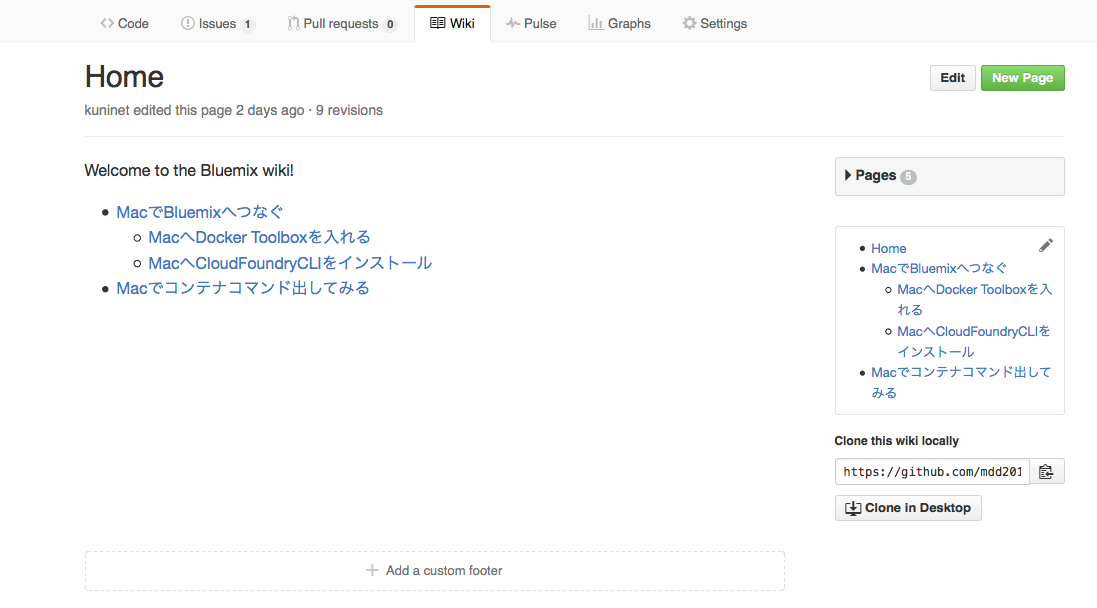 Code Issues 1 Pull requests 0 Wiki Pulse Graphs Settings
Home
Edit New Page
kuninet edited this page 2 days ago · 9 revisions
Welcome to the Bluemix wiki!
MacでBluemixへつなぐ
MacへDocker Toolboxを入れる
MacへCloudFoundryCLIをインストール
Macでコンテナコマンド出してみる
Pages 5
Home
MacでBluemixへつなぐ
MacへDocker Toolboxを入
れる
MacへCloudFoundryCLIを
インストール
Macでコンテナコマンド出して
みる
Clone this wiki locally
https://github.com/mdd201
Clone in Desktop
Add a custom footer